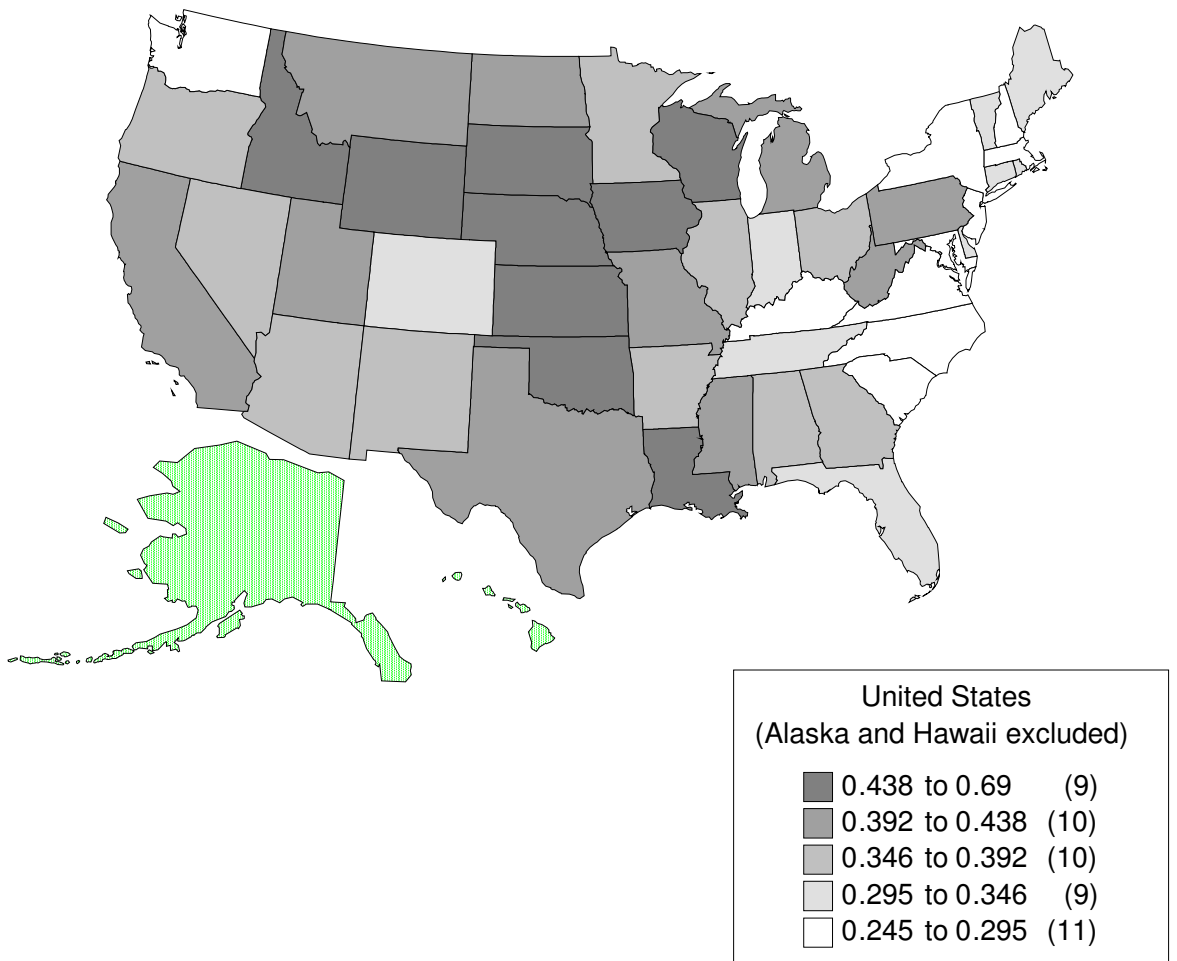 United States
(Alaska and Hawaii excluded)
0.438 to 0.69 (9)
0.392 to 0.438 (10)
0.346 to 0.392 (10)
0.295 to 0.346 (9)
0.245 to 0.295 (11)